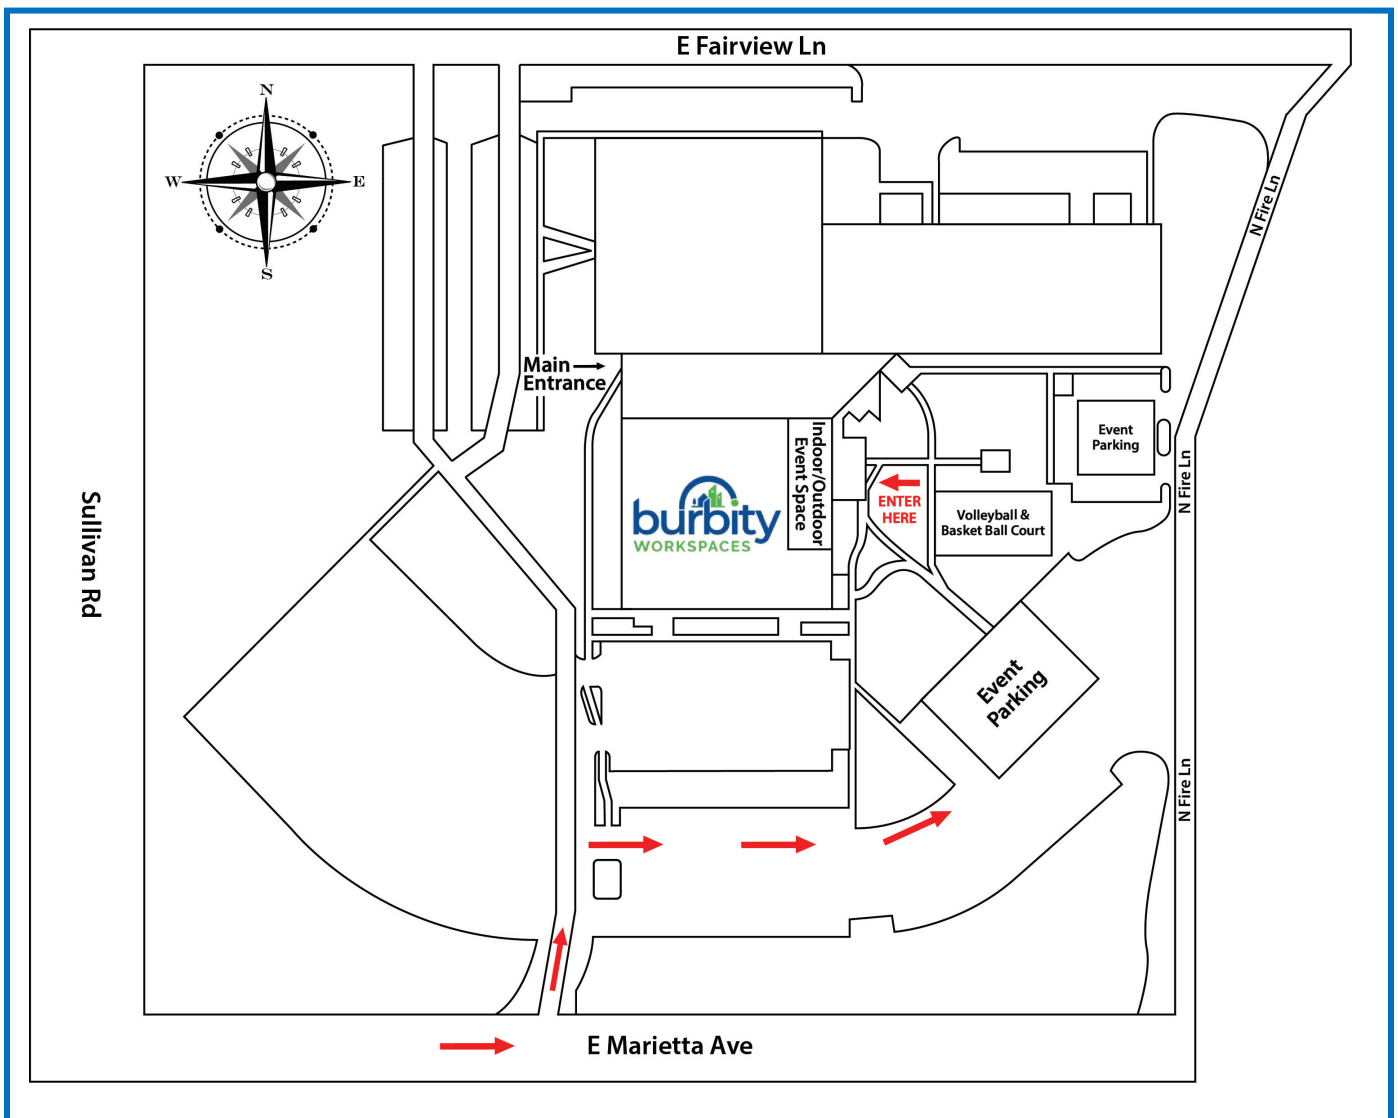 E Fairview Ln
N
W
E
S
N Fire Ln
Main
Entrance
Indoor/Outdoor
Event Space
Event
Parking
burbity
WORKSPACES
ENTER
HERE
Volleyball &
Basket Ball Court
N Fire Ln
Sullivan Rd
Event
Parking
N Fire Ln
E Marietta Ave